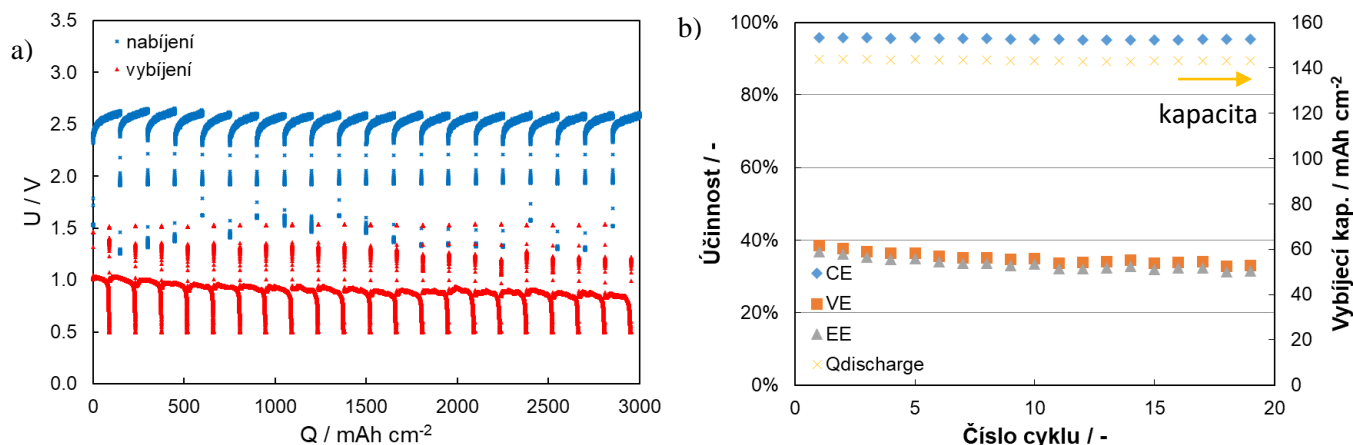 a)
3.5
3.0
2.5
2.0
1.5
1.0
0.5
0.0
U / V
nabíjení
vybíjení
0
500
1000
1500
2000
2500
3000
Q / mAh cm-2
b)
100%
80%
60%
40%
20%
0%
Účinnost / -
CE
VE
EE
Qdischarge
kapacita
0
5
10
15
20
Číslo cyklu / -
160
140
120
100
80
60
40
20
0
Vybíjecí kap. / mAh cm-2